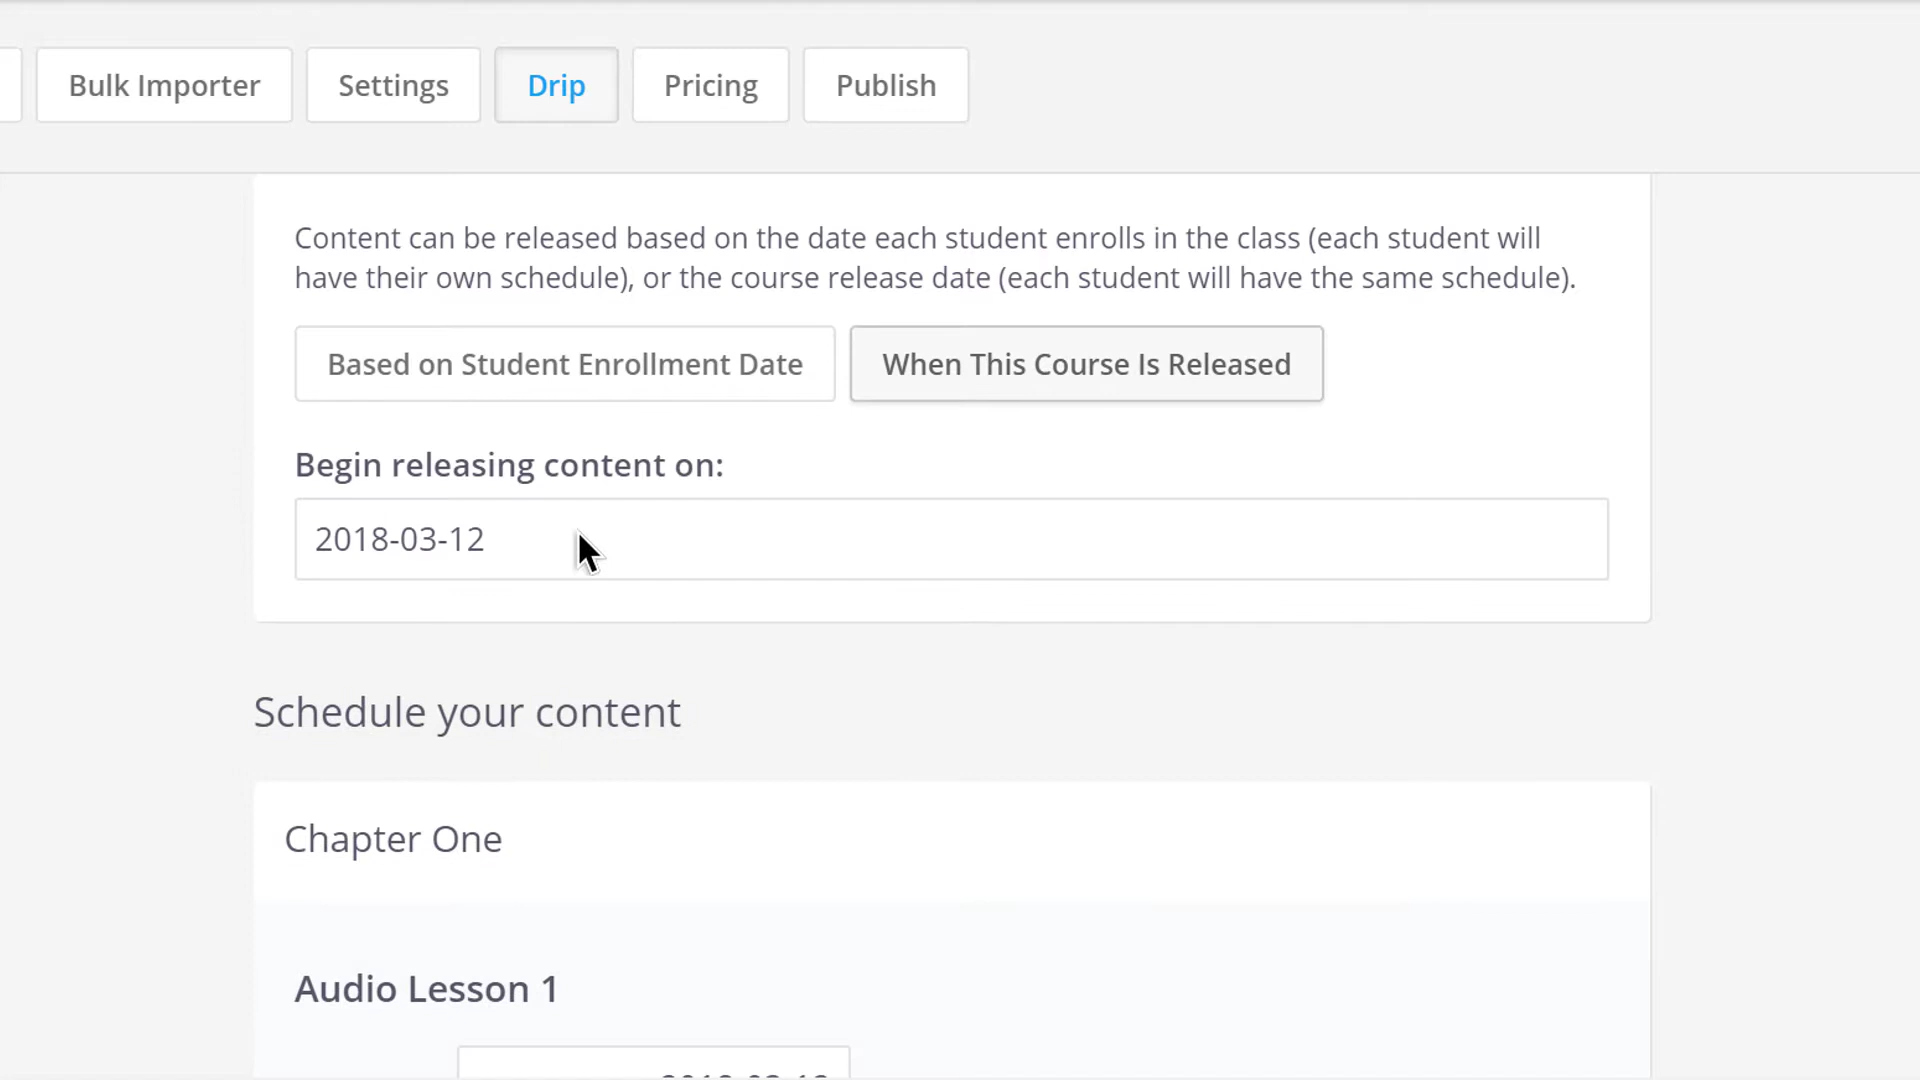 Bulk Importer
Settings
Drip
Pricing
Publish
Content can be released based on the date each student enrolls in the class (each student will
have their own schedule), or the course release date (each student will have the same schedule).
Based on Student Enrollment Date
When This Course Is Released
Begin releasing content on:
2018-03-12
Schedule your content
Chapter One
Audio Lesson 1